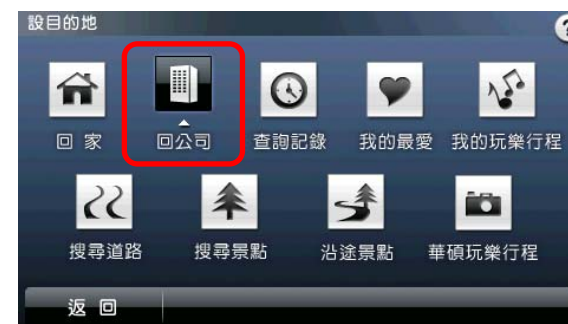 設目的地
?
回 家 回公司 查詢記錄 我的最愛 我的玩樂行程
搜尋道路 搜尋景點 沿途景點 華碩玩樂行程
返 回